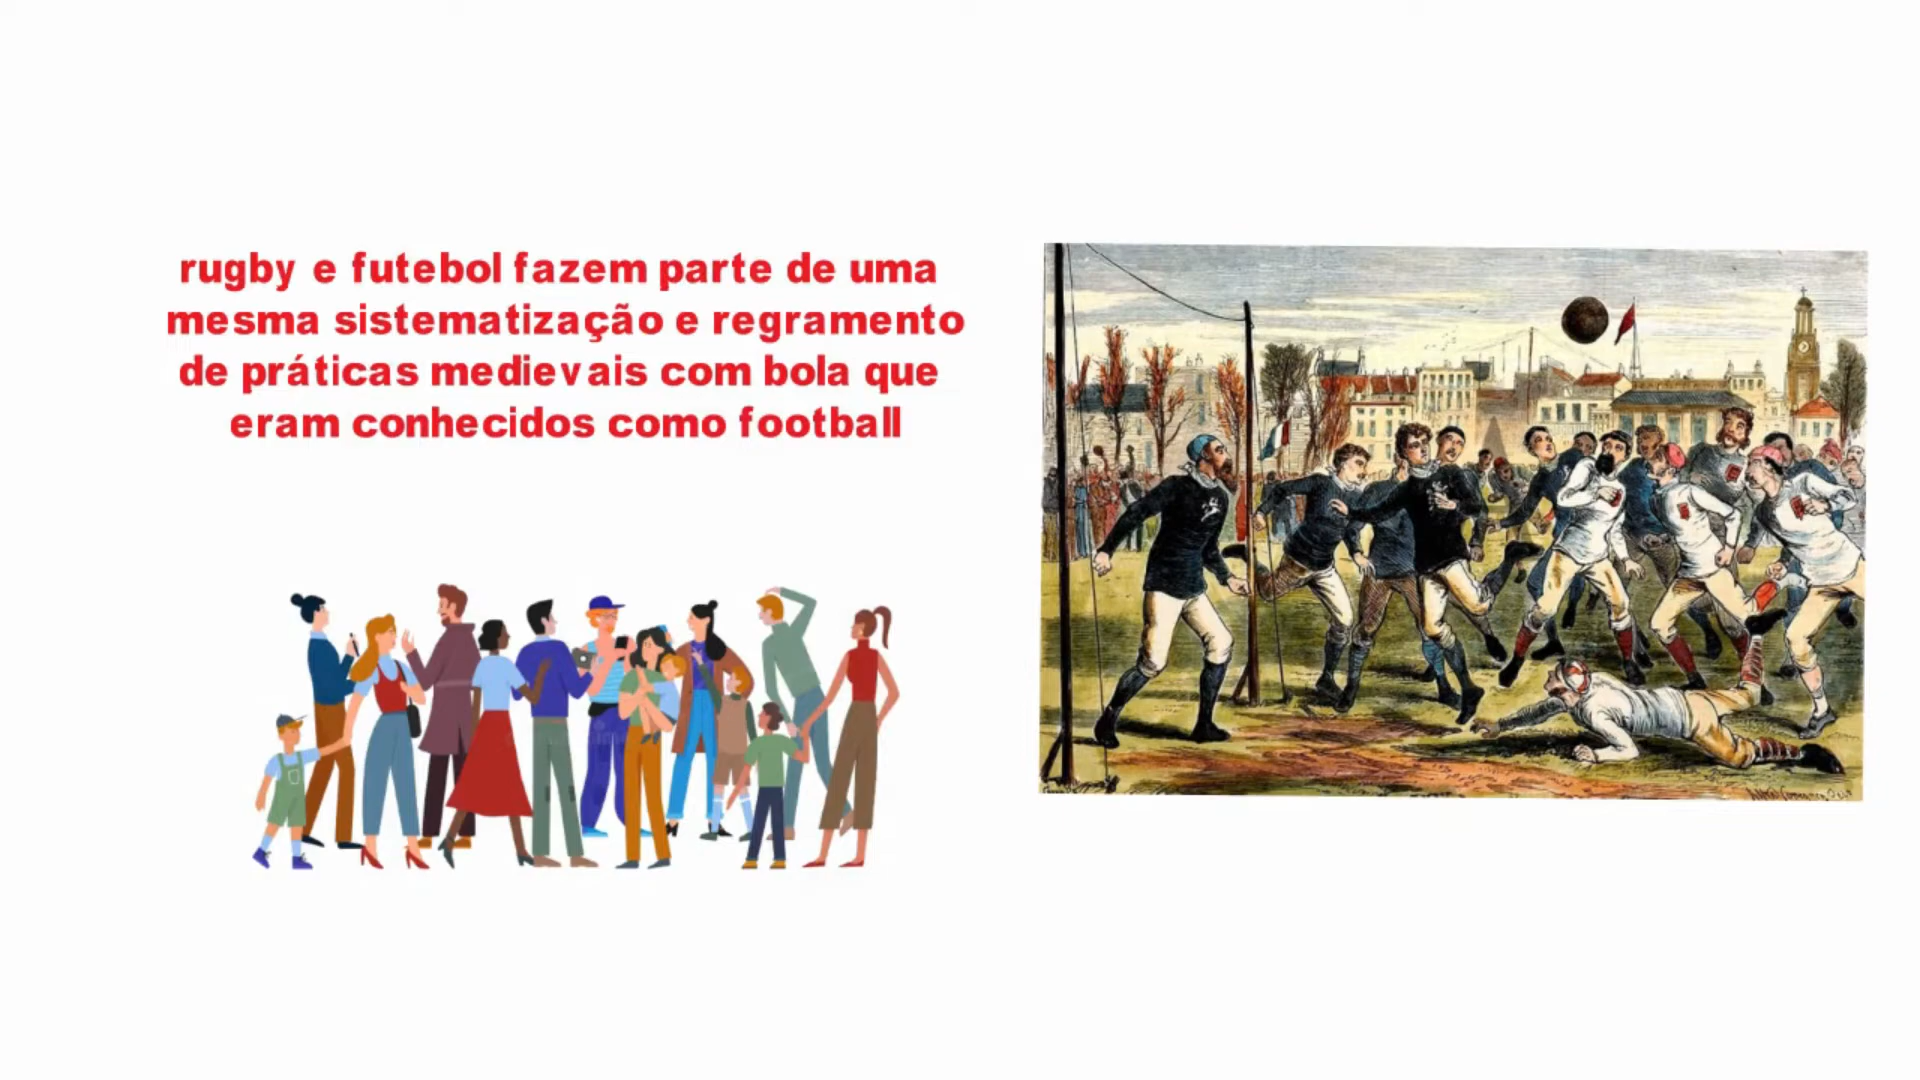 rugby e futebol fazem parte de uma
mesma sistematização e regramento
de práticas medievais com bola que
eram conhecidos como football